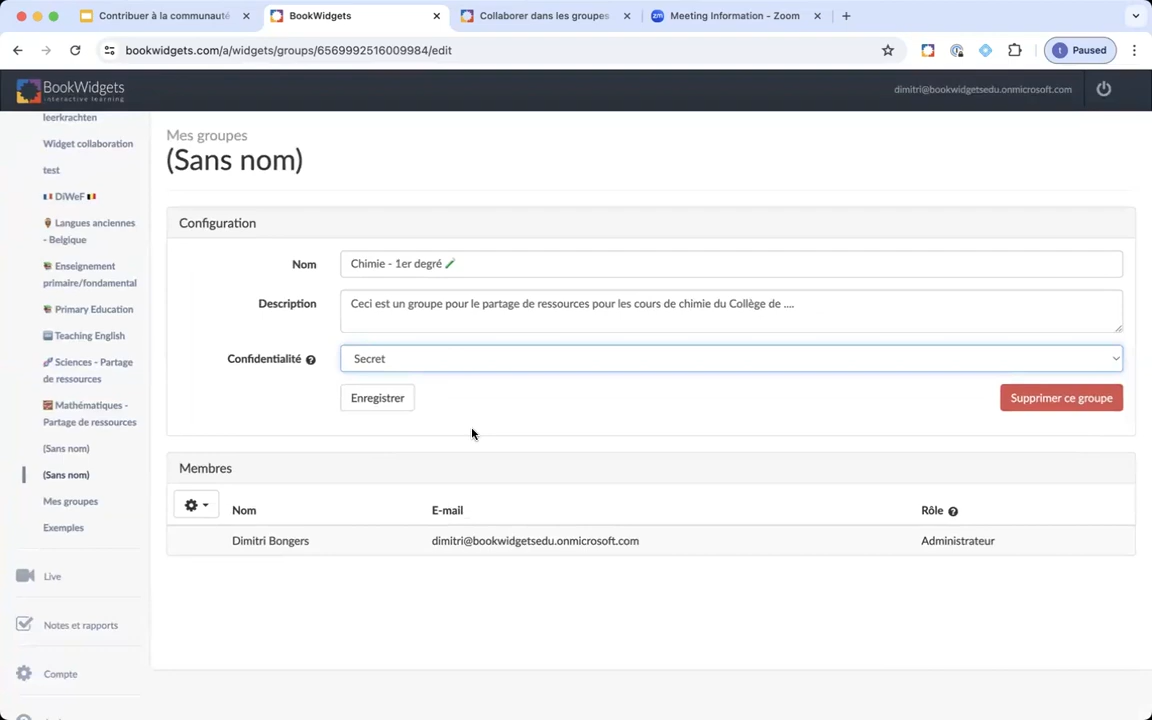 Contribuer à la communauté
BookWidgets
Collaborer dans les groupes
Meeting Information - Zoom
bookwidgets.com/a/widgets/groups/6569992516009984/edit
Paused
BookWidgets
interactive learning
dimitri@bookwidgetsedu.onmicrosoft.com
leerkrachten
Widget collaboration
test
🇫🇷 DiWeF 🇧🇪
Langues anciennes
- Belgique
Enseignement
primaire/fondamental
Primary Education
Teaching English
Sciences - Partage
de ressources
Mathématiques -
Partage de ressources
(Sans nom)
(Sans nom)
Mes groupes
Exemples
Live
Notes et rapports
Compte
Mes groupes
(Sans nom)
Configuration
Nom
Chimie - 1er degré 🧪
Description
Ceci est un groupe pour le partage de ressources pour les cours de chimie du Collège de ....
Confidentialité
Secret
Enregistrer
Supprimer ce groupe
Membres
Nom
E-mail
Rôle
Dimitri Bongers
dimitri@bookwidgetsedu.onmicrosoft.com
Administrateur